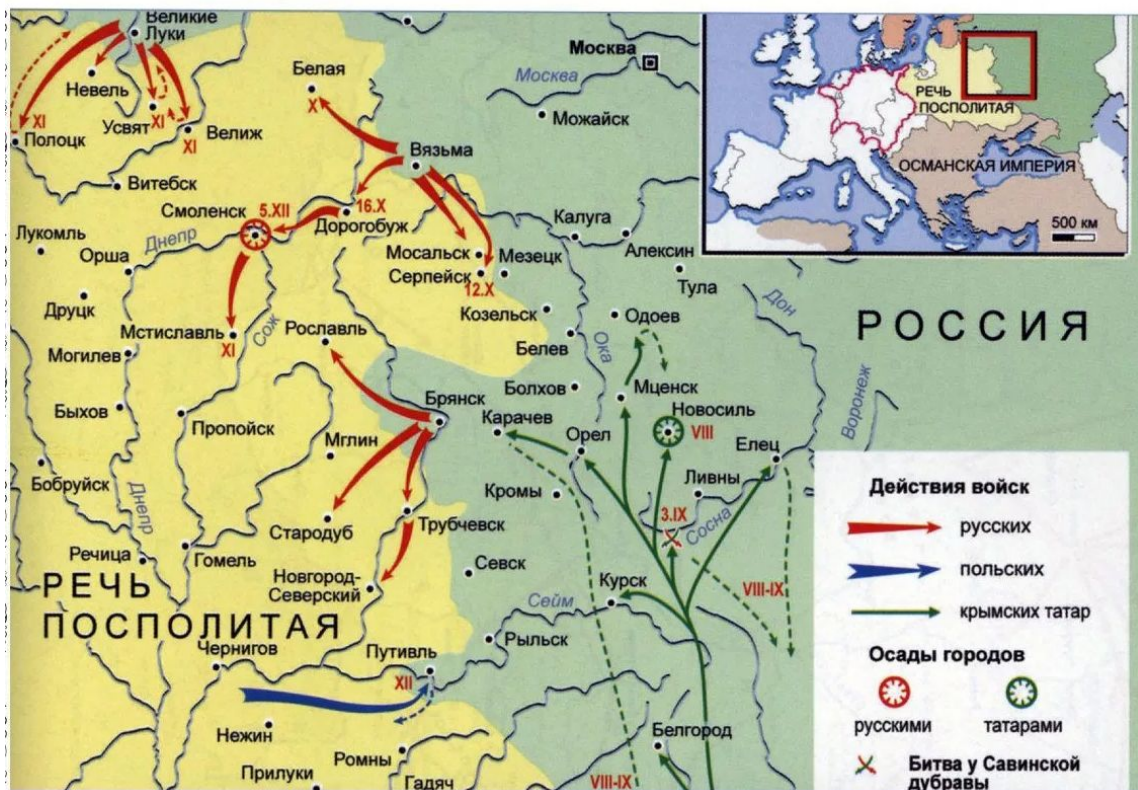 Великие
Луки
Невель
Усвят
XI
XI
Полоцк
Велиж
XI
Витебск
Белая
X
Москва
Москва
Можайск
Вязьма
Смоленск
5.XII
16.X
Дорогобуж
Днепр
Лукомль
Орша
Друцк
Мстиславль
XI
Сож
Могилев
Рославль
Мосальск
Мезецк
Серпейск
12.X
Козельск
Калуга
Алексин
Тула
Одоев
Белев
Ока
Дон
РОССИЯ
Болхов
Мценск
Воронеж
Быхов
Пропойск
Брянск
Карачев
Новосиль
VIII
Мглин
Орел
Елец
Бобруйск
Днепр
Кромы
Ливны
3.IX
Сосна
Стародуб
Трубчевск
Речица
Гомель
РЕЧЬ
ПОСПОЛИТАЯ
Новгород-
Северский
Севск
Курск
VIII-IX
Сейм
Рыльск
Чернигов
Путивль
XII
Нежин
Ромны
Прилуки
Гадяч
Белгород
VIII-IX
РЕЧЬ
ПОСПОЛИТАЯ
ОСМАНСКАЯ ИМПЕРИЯ
500 км
Действия войск
русских
польских
крымских татар
Осады городов
русскими
татарами
Битва у Савинской
дубравы